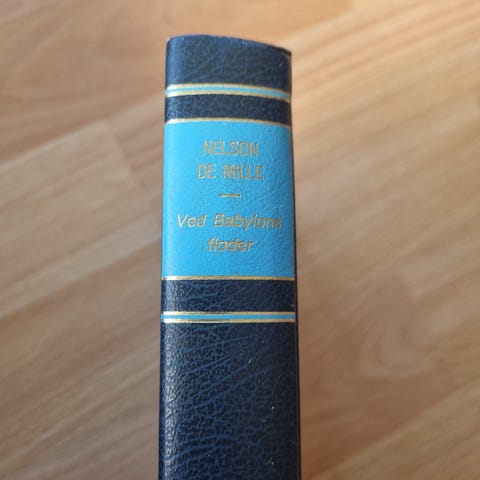 NELSON
DE MILLE
Ved Babylons
floder